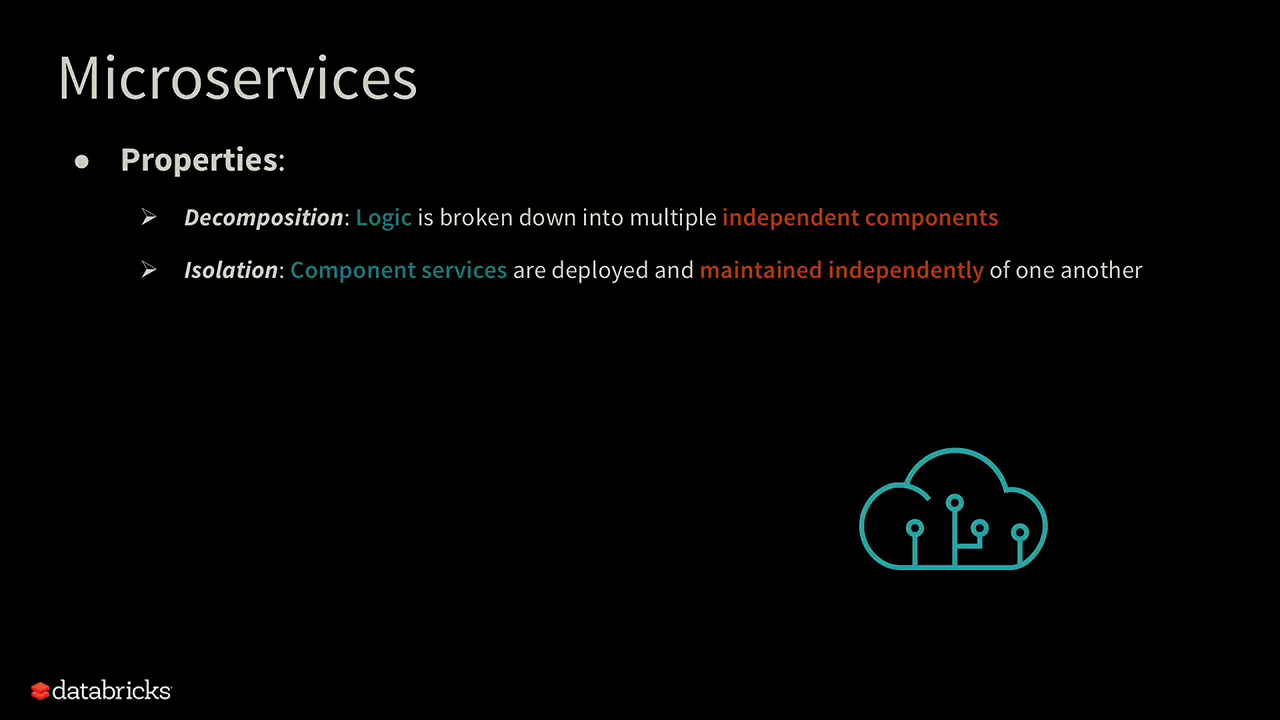 Microservices
● Properties:
➢ Decomposition: Logic is broken down into multiple independent components
➢ Isolation: Component services are deployed and maintained independently of one another
databricks